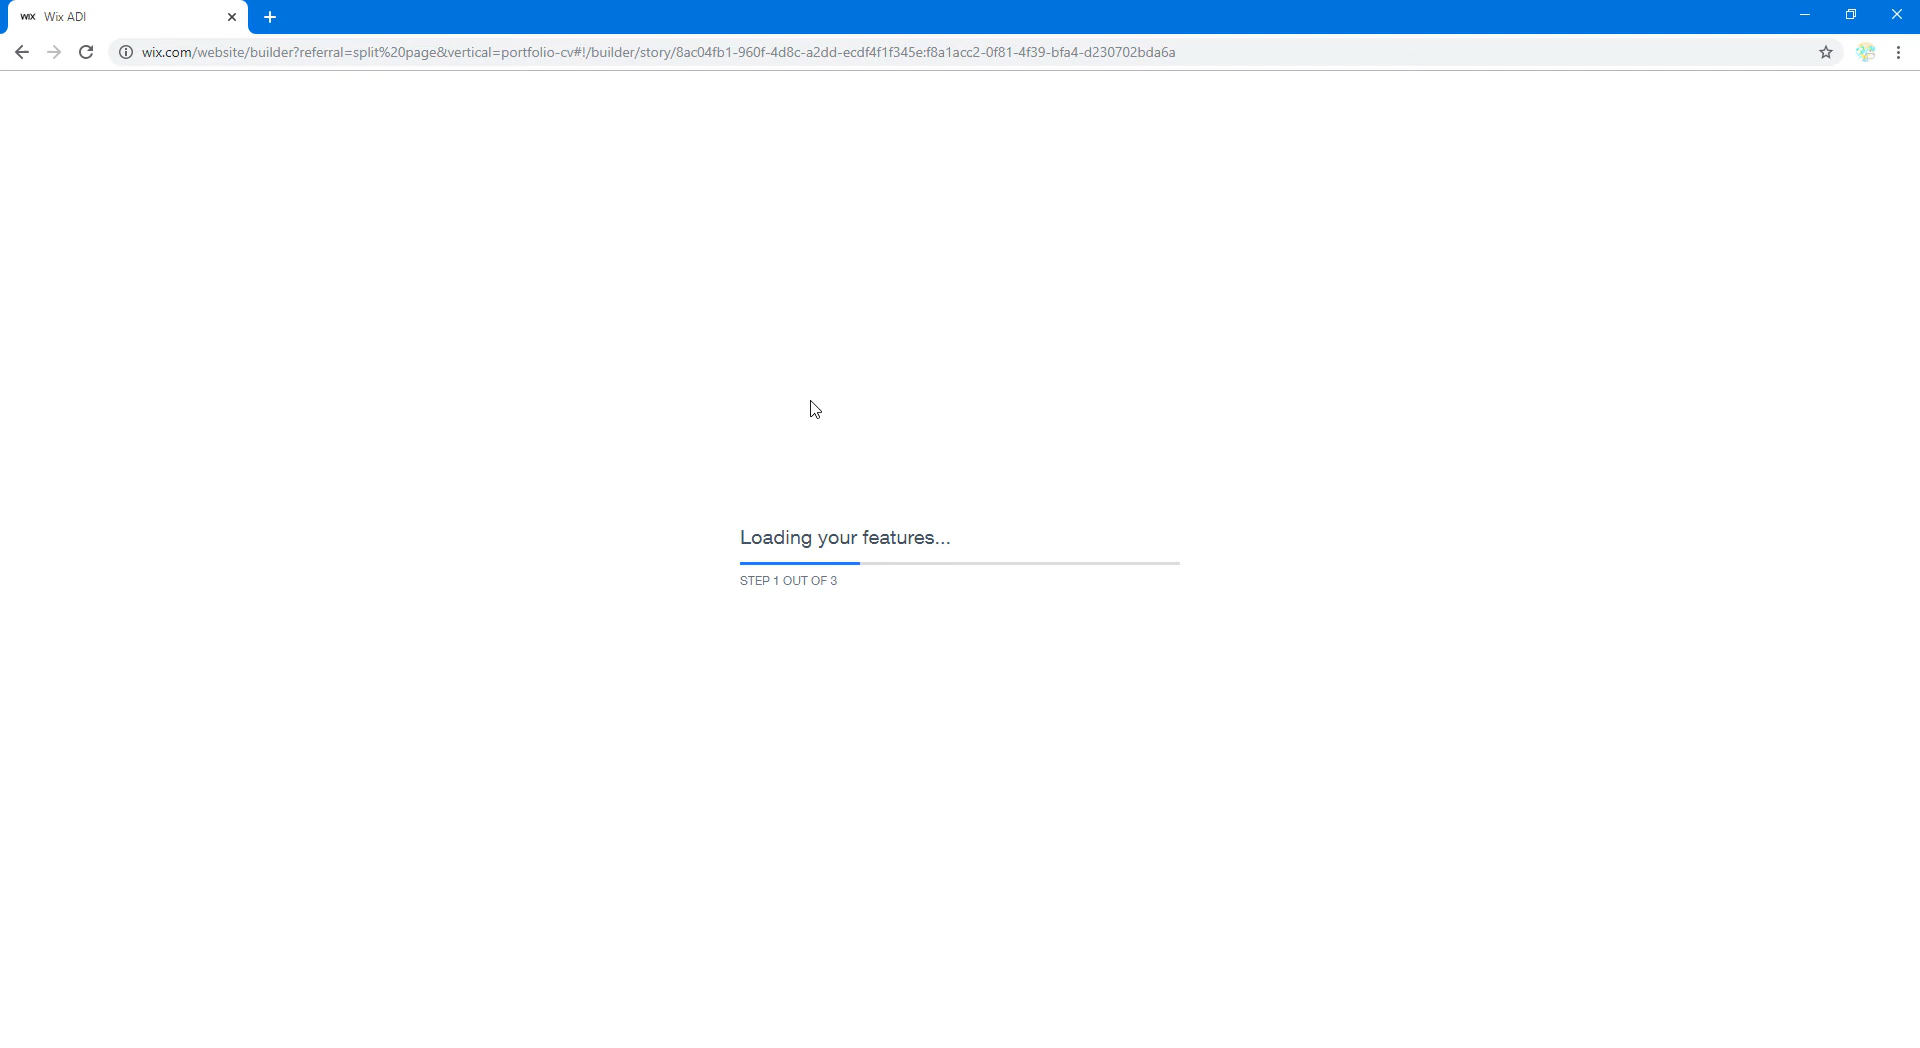 WIX Wix ADI
wix.com/website/builder?referral=split%20page&vertical=portfolio-cv#!/builder/story/8ac04fb1-960f-4d8c-a2dd-ecdf4f1f345e:f8a1acc2-0f81-4f39-bfa4-d230702bda6a
Loading your features...
STEP 1 OUT OF 3